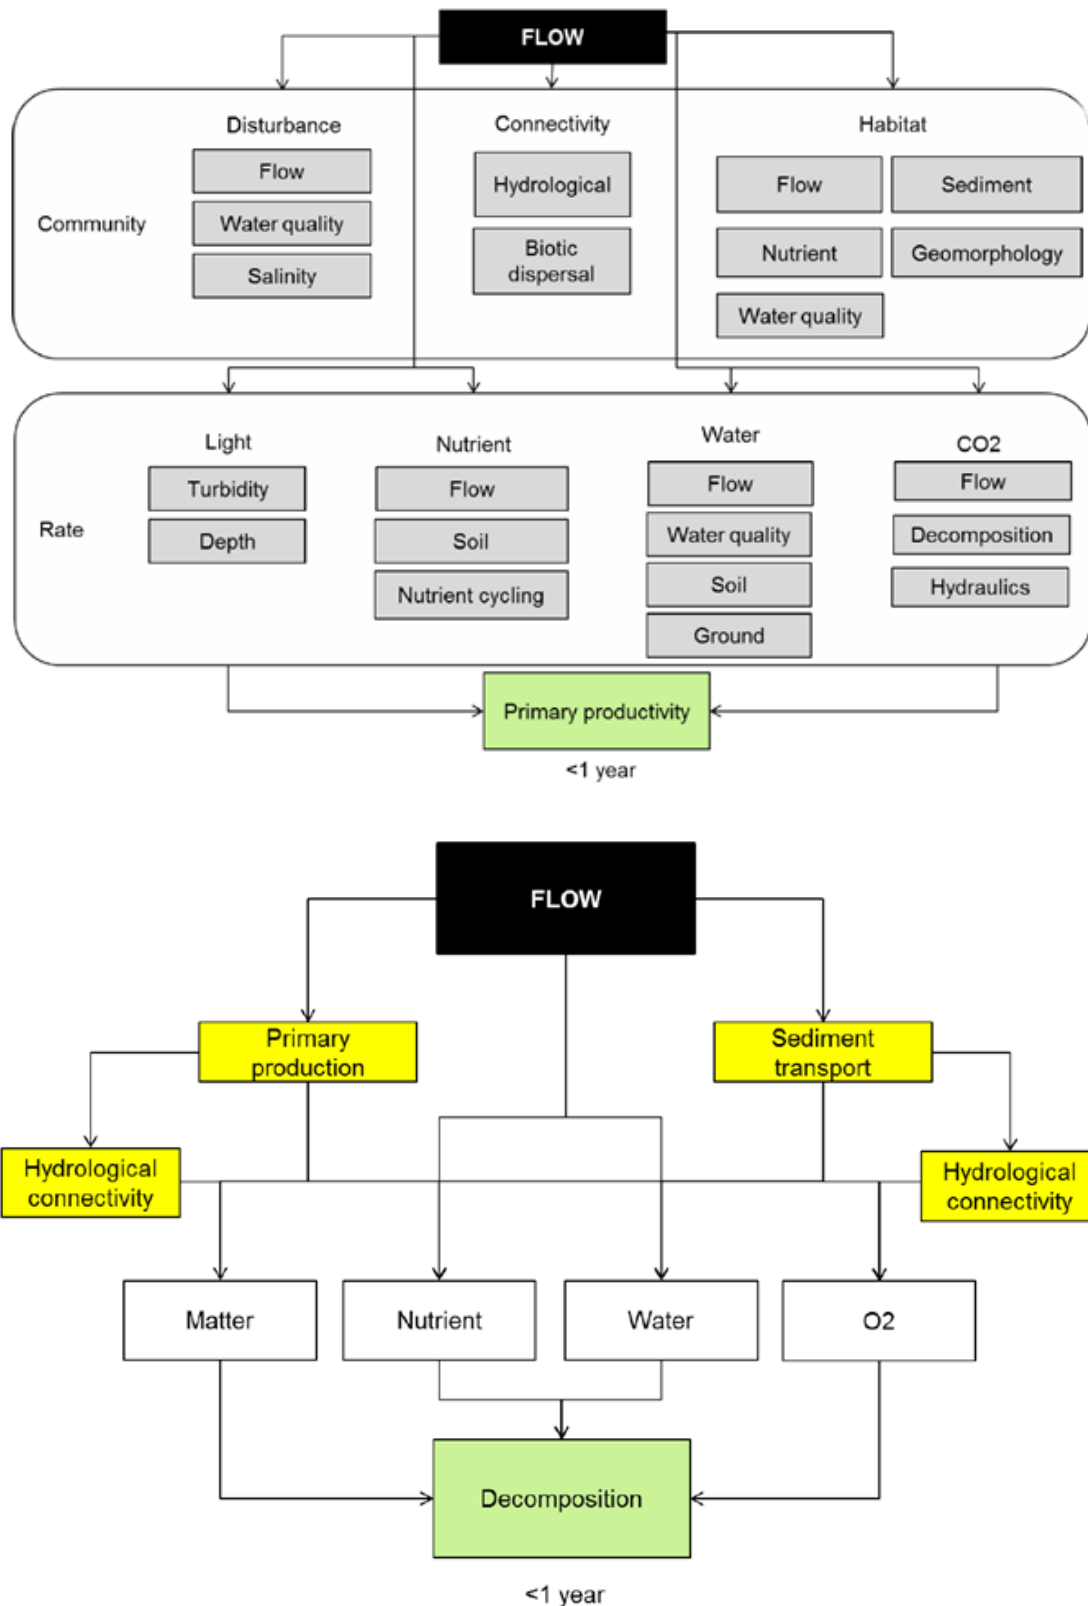 FLOW
Disturbance
Connectivity
Habitat
Flow
Hydrological
Flow
Sediment
Community
Water quality
Biotic
dispersal
Nutrient
Geomorphology
Salinity
Water quality
Light
Nutrient
Water
CO2
Turbidity
Flow
Flow
Flow
Rate
Depth
Soil
Water quality
Decomposition
Nutrient cycling
Soil
Hydraulics
Ground
Primary productivity
<1 year
FLOW
Primary
production
Sediment
transport
Hydrological
connectivity
Hydrological
connectivity
Matter
Nutrient
Water
O2
Decomposition
<1 year